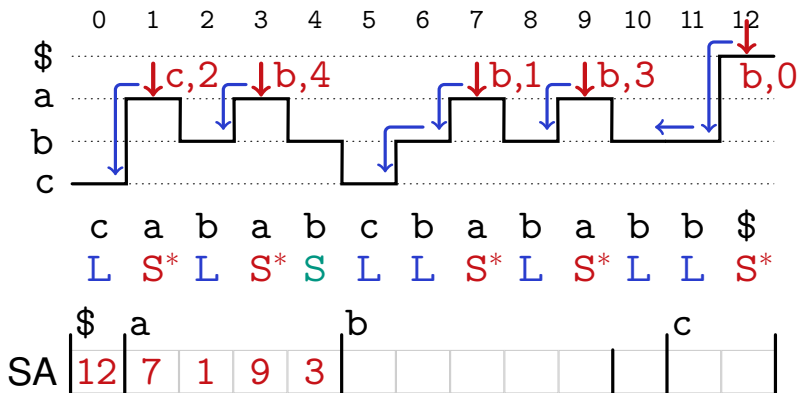 0 1 2 3 4 5 6 7 8 9 10 11 12
$
a c,2 b,4 b,1 b,3 b,0
b
c
c a b a b c b a b a b b $
L S* L S* S L L S* L S* L L S*
$ a b c
SA 12 7 1 9 3